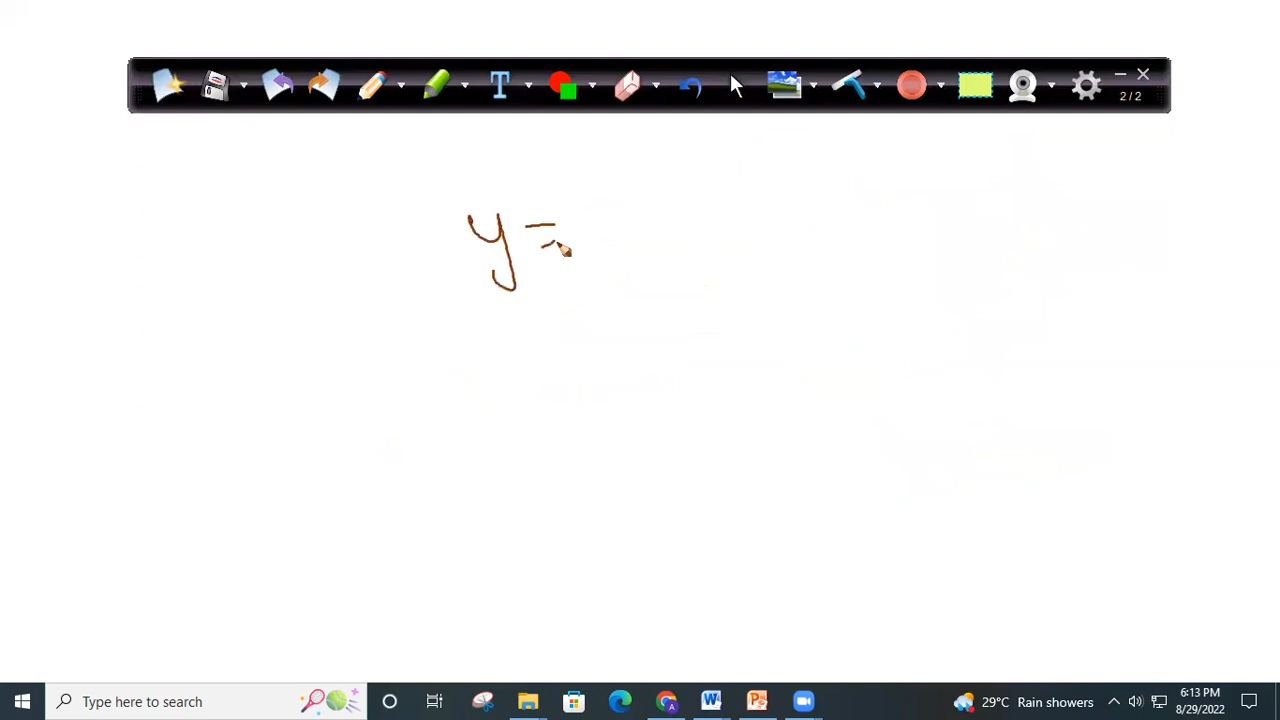 T
2/2
y =
Type here to search
29°C Rain showers
6:13 PM
8/29/2022